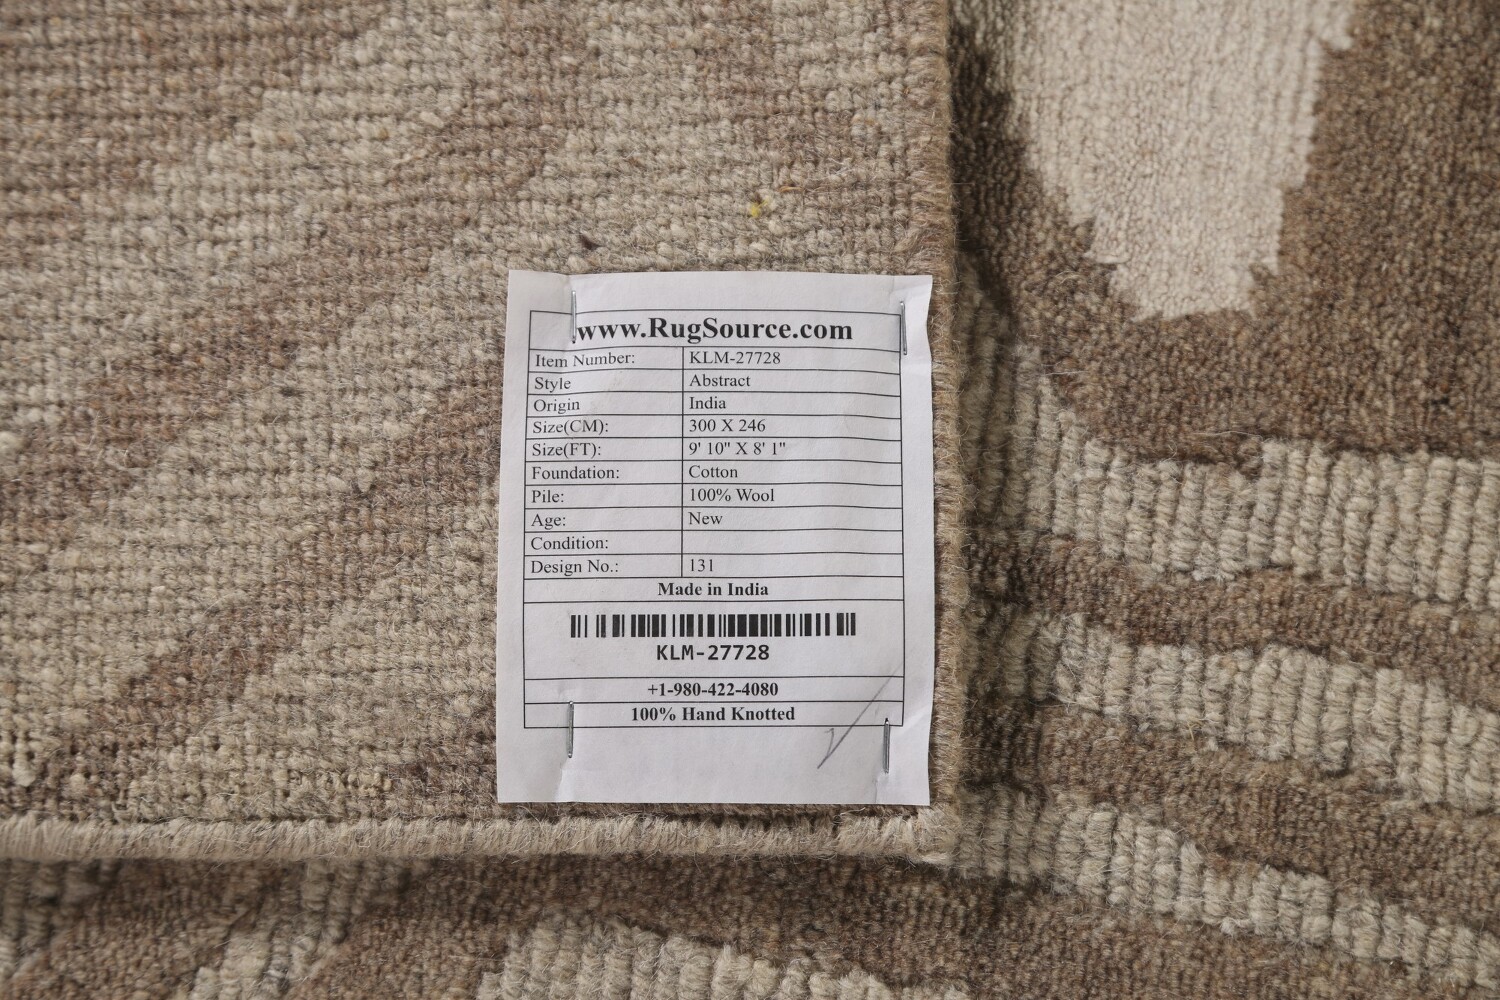 www.RugSource.com
Item Number: KLM-27728
Style Abstract
Origin India
Size(CM): 300 X 246
Size(FT): 9' 10" X 8' 1"
Foundation: Cotton
Pile: 100% Wool
Age: New
Condition:
Design No.: 131
Made in India
KLM-27728
+1-980-422-4080
100% Hand Knotted